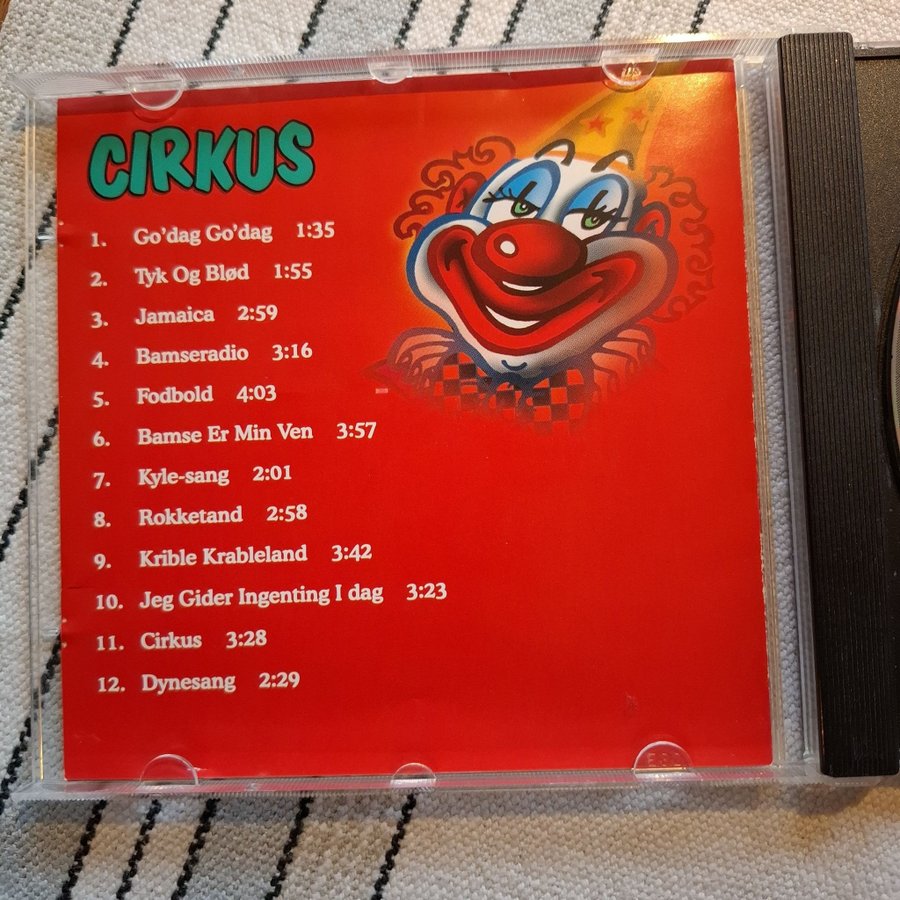 CIRKUS
1. Go'dag Go'dag 1:35
2. Tyk Og Blød 1:55
3. Jamaica 2:59
4. Bamseradio 3:16
5. Fodbold 4:03
6. Bamse Er Min Ven 3:57
7. Kyle-sang 2:01
8. Rokketand 2:58
9. Krible Krableland 3:42
10. Jeg Gider Ingenting I dag 3:23
11. Cirkus 3:28
12. Dynesang 2:29